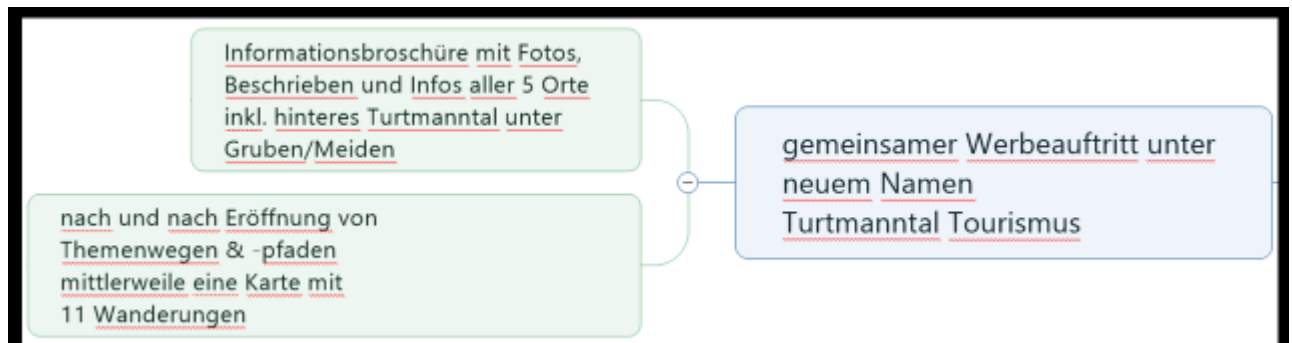 Informationsbroschüre mit Fotos,
Beschrieben und Infos aller 5 Orte
inkl. hinteres Turtmanntal unter
Gruben/Meiden
gemeinsamer Werbeauftritt unter
neuem Namen
Turtmanntal Tourismus
nach und nach Eröffnung von
Themenwegen & -pfaden
mittlerweile eine Karte mit
11 Wanderungen